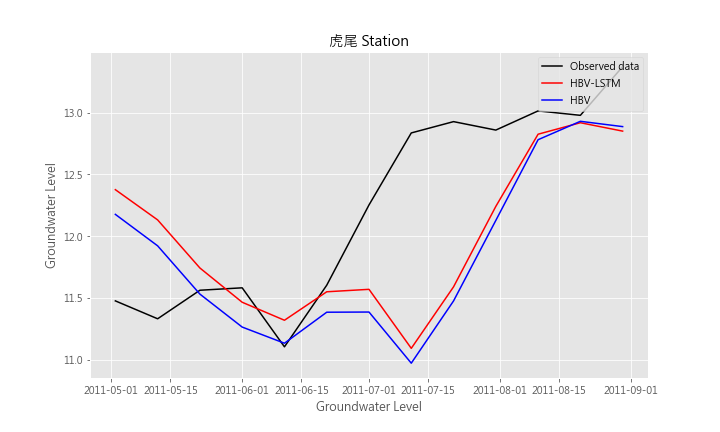 虎尾 Station
Observed data
HBV-LSTM
HBV
Groundwater Level
13.0
12.5
12.0
11.5
11.0
2011-05-01 2011-05-15 2011-06-01 2011-06-15 2011-07-01 2011-07-15 2011-08-01 2011-08-15 2011-09-01
Groundwater Level